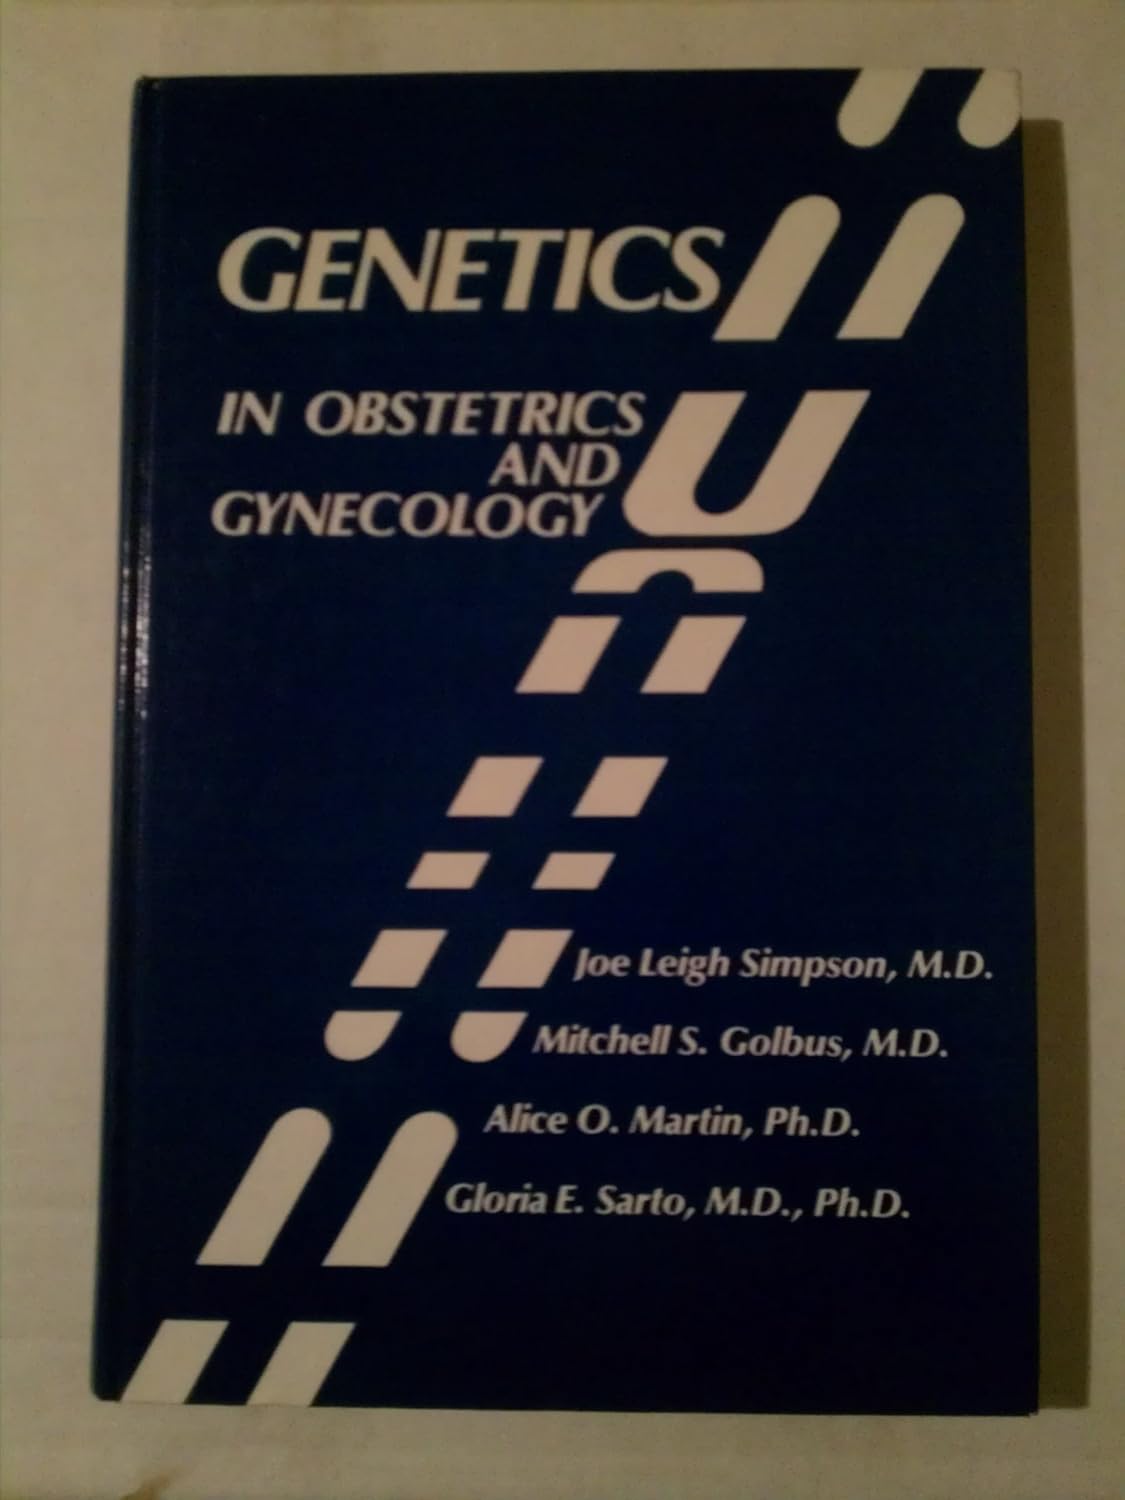 GENETICS
IN OBSTETRICS
AND
GYNECOLOGY
Joe Leigh Simpson, M.D.
Mitchell S. Golbus, M.D.
Alice O. Martin, Ph.D.
Gloria E. Sarto, M.D., Ph.D.